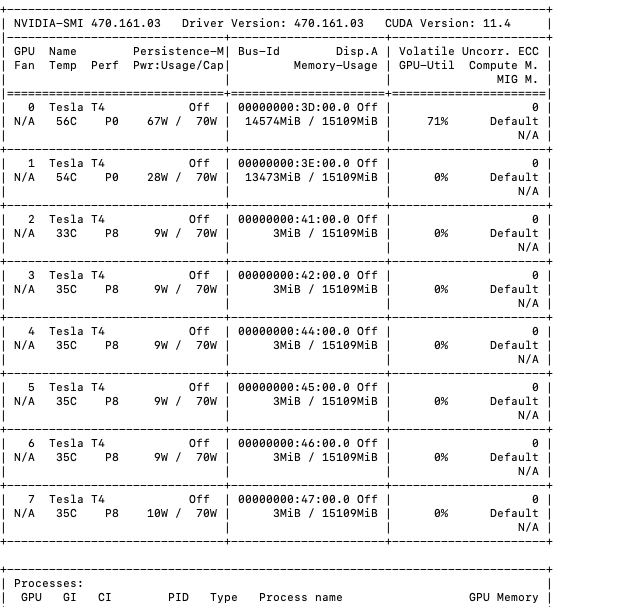 +-----------------------------------------------------------------------------+
| NVIDIA-SMI 470.161.03   Driver Version: 470.161.03   CUDA Version: 11.4     |
|-------------------------------+----------------------+----------------------+
| GPU  Name        Persistence-M| Bus-Id        Disp.A | Volatile Uncorr. ECC |
| Fan  Temp  Perf  Pwr:Usage/Cap|         Memory-Usage | GPU-Util  Compute M. |
|                               |                      |               MIG M. |
|===============================+======================+======================|
|   0  Tesla T4            Off  | 00000000:3D:00.0 Off |                    0 |
| N/A   56C    P0    67W /  70W |  14574MiB / 15109MiB |     71%      Default |
|                               |                      |                  N/A |
+-------------------------------+----------------------+----------------------+
|   1  Tesla T4            Off  | 00000000:3E:00.0 Off |                    0 |
| N/A   54C    P0    28W /  70W |  13473MiB / 15109MiB |      0%      Default |
|                               |                      |                  N/A |
+-------------------------------+----------------------+----------------------+
|   2  Tesla T4            Off  | 00000000:41:00.0 Off |                    0 |
| N/A   33C    P8     9W /  70W |      3MiB / 15109MiB |      0%      Default |
|                               |                      |                  N/A |
+-------------------------------+----------------------+----------------------+
|   3  Tesla T4            Off  | 00000000:42:00.0 Off |                    0 |
| N/A   35C    P8     9W /  70W |      3MiB / 15109MiB |      0%      Default |
|                               |                      |                  N/A |
+-------------------------------+----------------------+----------------------+
|   4  Tesla T4            Off  | 00000000:44:00.0 Off |                    0 |
| N/A   35C    P8     9W /  70W |      3MiB / 15109MiB |      0%      Default |
|                               |                      |                  N/A |
+-------------------------------+----------------------+----------------------+
|   5  Tesla T4            Off  | 00000000:45:00.0 Off |                    0 |
| N/A   35C    P8     9W /  70W |      3MiB / 15109MiB |      0%      Default |
|                               |                      |                  N/A |
+-------------------------------+----------------------+----------------------+
|   6  Tesla T4            Off  | 00000000:46:00.0 Off |                    0 |
| N/A   35C    P8     9W /  70W |      3MiB / 15109MiB |      0%      Default |
|                               |                      |                  N/A |
+-------------------------------+----------------------+----------------------+
|   7  Tesla T4            Off  | 00000000:47:00.0 Off |                    0 |
| N/A   35C    P8    10W /  70W |      3MiB / 15109MiB |      0%      Default |
|                               |                      |                  N/A |
+-------------------------------+----------------------+----------------------+

+-----------------------------------------------------------------------------+
| Processes:                                                                  |
|  GPU   GI   CI        PID   Type   Process name                  GPU Memory |